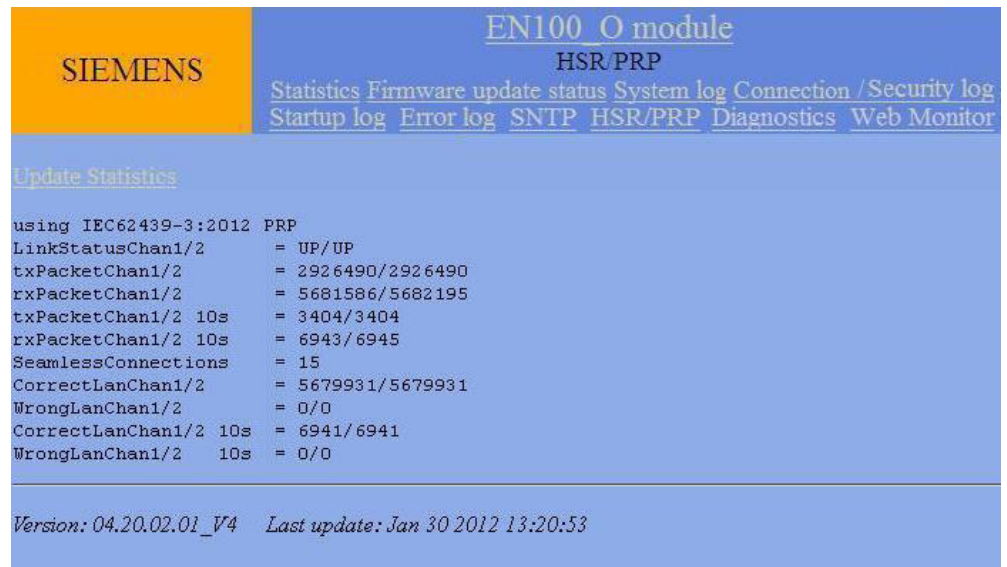 SIEMENS
EN100_O module
HSR/PRP
Statistics Firmware update status System log Connection / Security log
Startup log Error log SNTP HSR/PRP Diagnostics Web Monitor
Update Statistics
using IEC62439-3:2012 PRP
LinkStatusChan1/2 = UP/UP
txPacketChan1/2 = 2926490/2926490
rxPacketChan1/2 = 5681586/5682195
txPacketChan1/2 10s = 3404/3404
rxPacketChan1/2 10s = 6943/6945
SeamlessConnections = 15
CorrectLanChan1/2 = 5679931/5679931
WrongLanChan1/2 = 0/0
CorrectLanChan1/2 10s = 6941/6941
WrongLanChan1/2 10s = 0/0
Version: 04.20.02.01_V4 Last update: Jan 30 2012 13:20:53